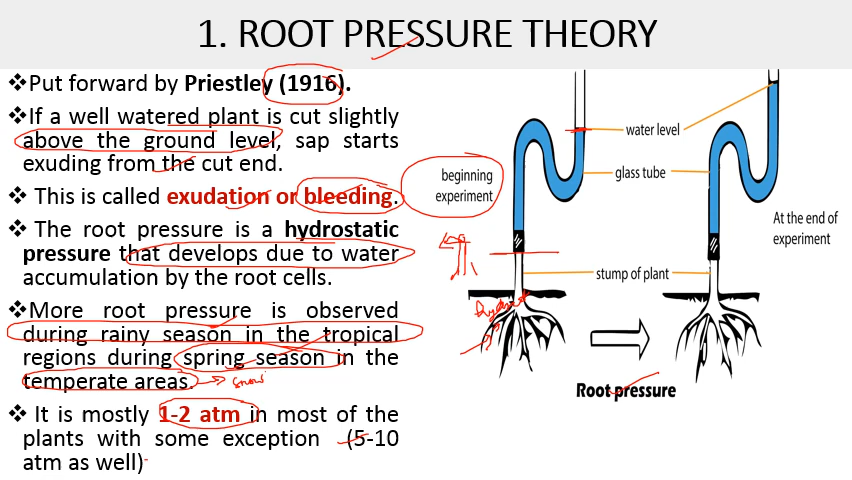 1. ROOT PRESSURE THEORY
❖Put forward by Priestley (1916).
❖If a well watered plant is cut slightly
above the ground level, sap starts
exuding from the cut end.
❖ This is called exudation or bleeding.
❖ The root pressure is a hydrostatic
pressure that develops due to water
accumulation by the root cells.
❖More root pressure is observed
during rainy season in the tropical
regions during spring season in the
temperate areas.
snow
❖ It is mostly 1-2 atm in most of the
plants with some exception (5-10
atm as well)
water level
glass tube
beginning
experiment
At the end of
experiment
stump of plant
Root pressure